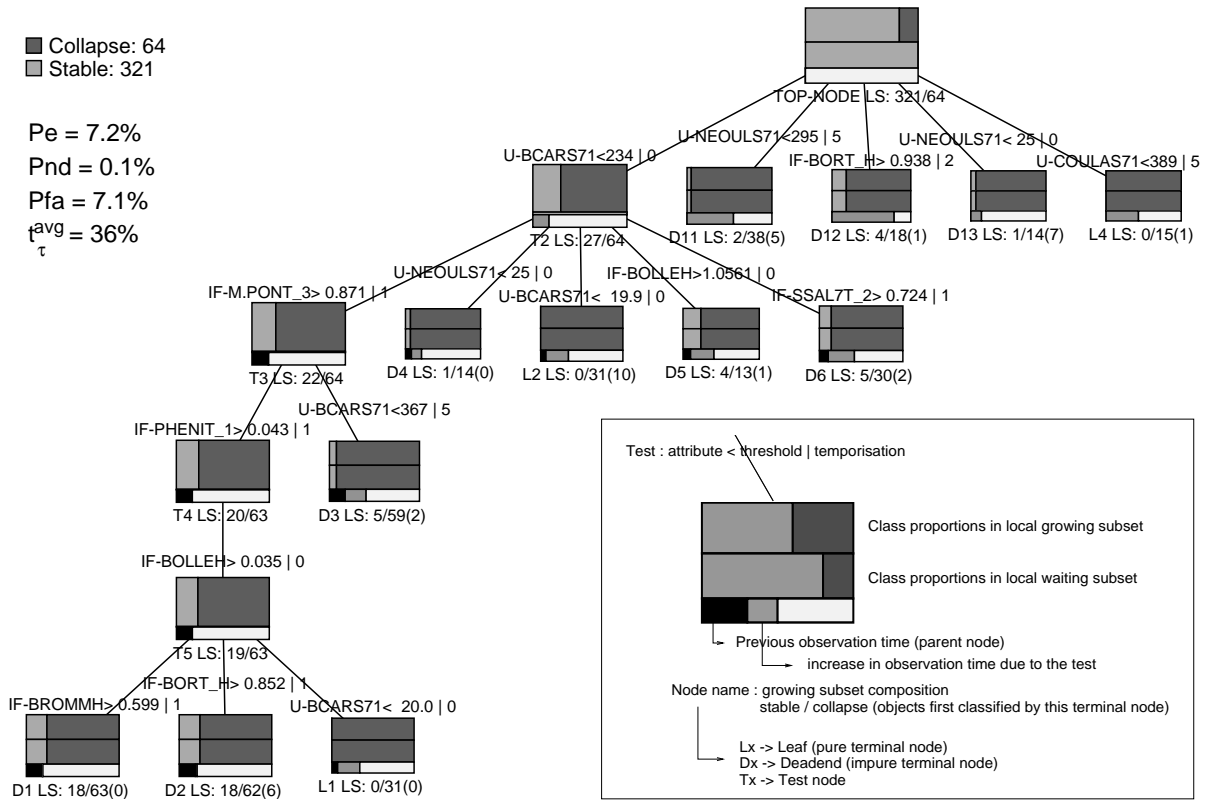 Collapse: 64
Stable: 321
Pe = 7.2%
Pnd = 0.1%
Pfa = 7.1%
t_τ^avg = 36%
TOP-NODE LS: 321/64
U-BCARS71<234 | 0
U-NEOULS71<295 | 5
IF-BORT_H> 0.938 | 2
U-NEOULS71< 25 | 0
U-COULAS71<389 | 5
T2 LS: 27/64
D11 LS: 2/38(5)
D12 LS: 4/18(1)
D13 LS: 1/14(7)
L4 LS: 0/15(1)
IF-M.PONT_3> 0.871 | 1
U-NEOULS71< 25 | 0
U-BCARS71< 19.9 | 0
IF-BOLLEH>1.0561 | 0
IF-SSAL7T_2> 0.724 | 1
T3 LS: 22/64
D4 LS: 1/14(0)
L2 LS: 0/31(10)
D5 LS: 4/13(1)
D6 LS: 5/30(2)
IF-PHENIT_1> 0.043 | 1
U-BCARS71<367 | 5
T4 LS: 20/63
D3 LS: 5/59(2)
IF-BOLLEH> 0.035 | 0
T5 LS: 19/63
IF-BROMMH> 0.599 | 1
IF-BORT_H> 0.852 | 1
U-BCARS71< 20.0 | 0
D1 LS: 18/63(0)
D2 LS: 18/62(6)
L1 LS: 0/31(0)
Test : attribute < threshold | temporisation
Class proportions in local growing subset
Class proportions in local waiting subset
Previous observation time (parent node)
increase in observation time due to the test
Node name : growing subset composition
stable / collapse (objects first classified by this terminal node)
Lx -> Leaf (pure terminal node)
Dx -> Deadend (impure terminal node)
Tx -> Test node